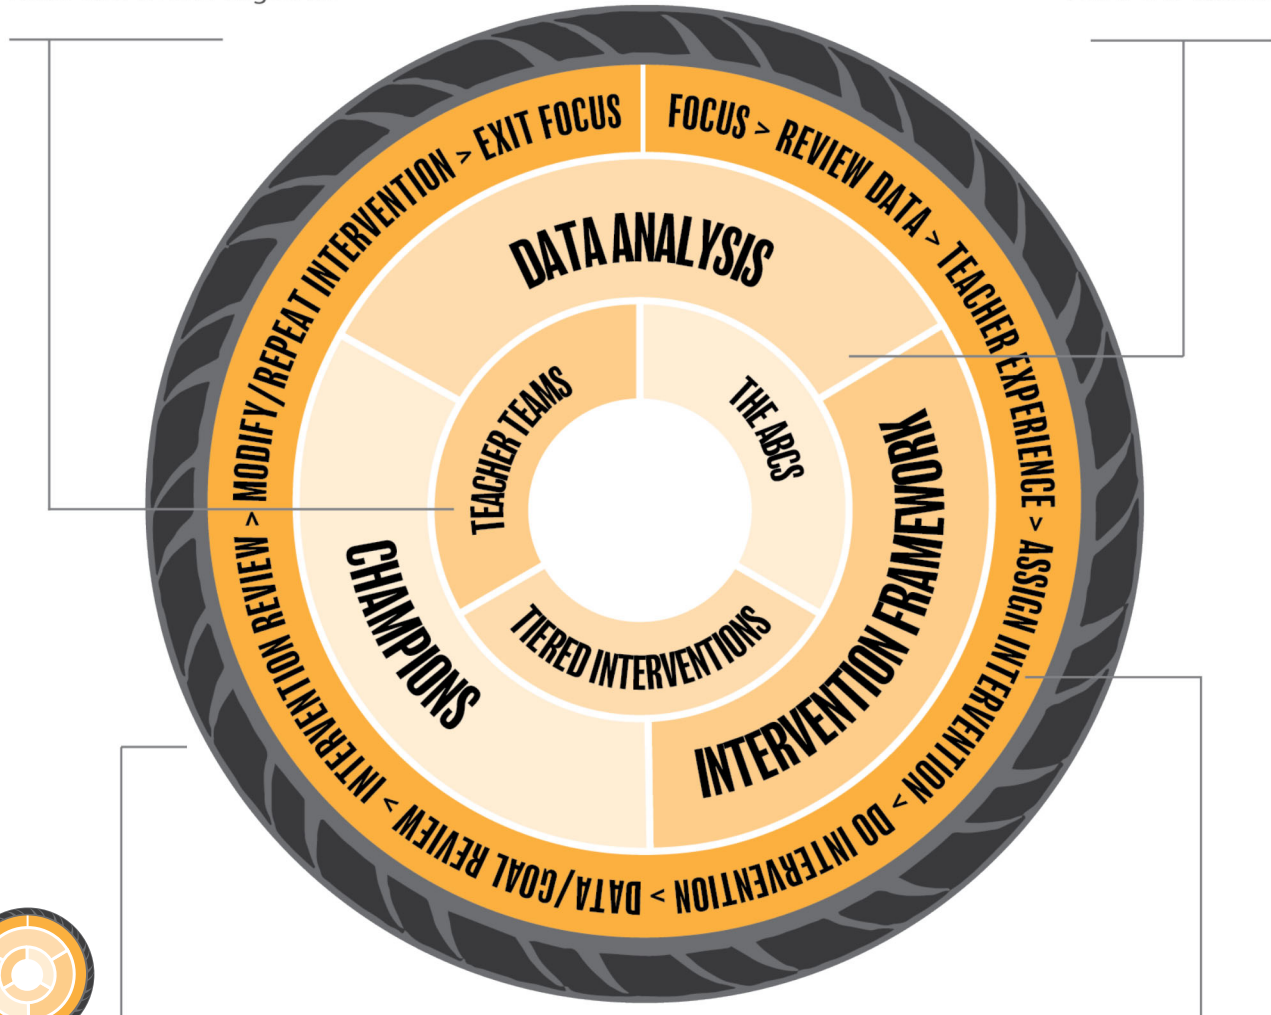 FOCUS > REVIEW DATA > TEACHER EXPERIENCE > ASSIGN INTERVENTION > DO INTERVENTION > DATA/GOAL REVIEW > INTERVENTION REVIEW > MODIFY/REPEAT INTERVENTION > EXIT FOCUS
DATA ANALYSIS
INTERVENTION FRAMEWORK
CHAMPIONS
TEACHER TEAMS
THE ABCS
TIERED INTERVENTIONS